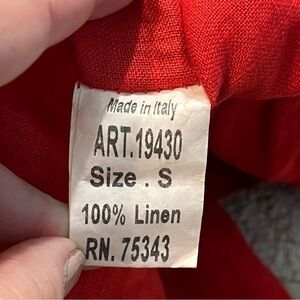 Made in Italy
ART.19430
Size . S
100% Linen
RN. 75343